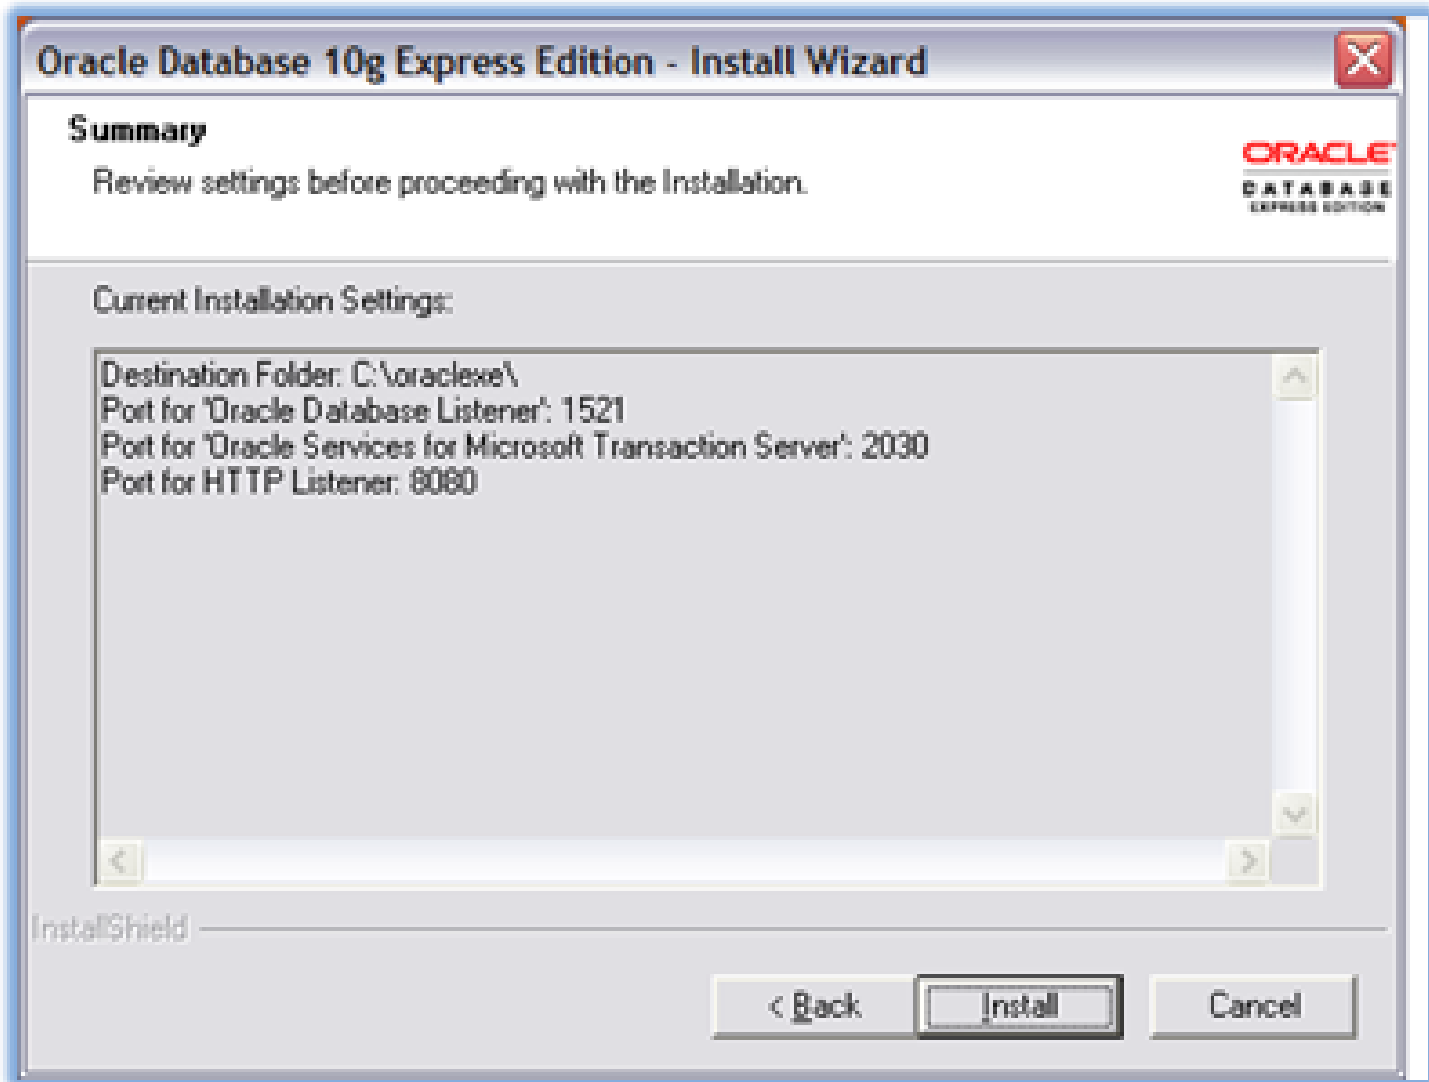 Oracle Database 10g Express Edition - Install Wizard
Summary
Review settings before proceeding with the Installation.
ORACLE
DATABASE
EXPRESS EDITION
Current Installation Settings:
Destination Folder: C:\oraclexe\
Port for 'Oracle Database Listener': 1521
Port for 'Oracle Services for Microsoft Transaction Server': 2030
Port for HTTP Listener: 8080
InstallShield
< Back
Install
Cancel